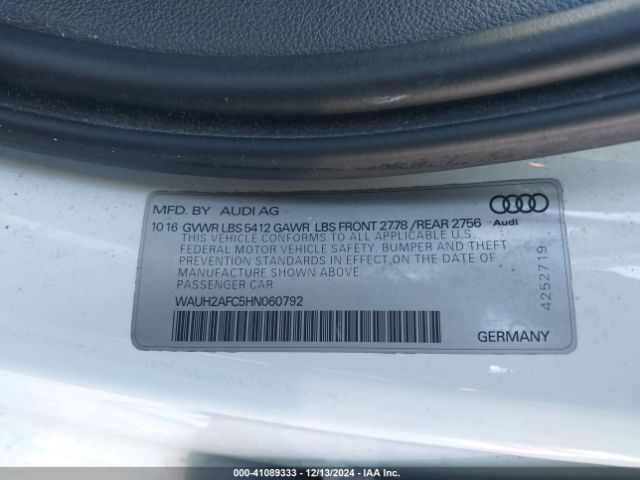 MFD. BY AUDI AG
10 16 GVWR LBS 5412 GAWR LBS FRONT 2778 /REAR 2756
THIS VEHICLE CONFORMS TO ALL APPLICABLE U.S.
FEDERAL MOTOR VEHICLE SAFETY, BUMPER AND THEFT
PREVENTION STANDARDS IN EFFECT ON THE DATE OF
MANUFACTURE SHOWN ABOVE
PASSENGER CAR
WAUH2AFC5HN060792
Audi
4252719
GERMANY
000-41089333 - 12/13/2024 - IAA Inc.